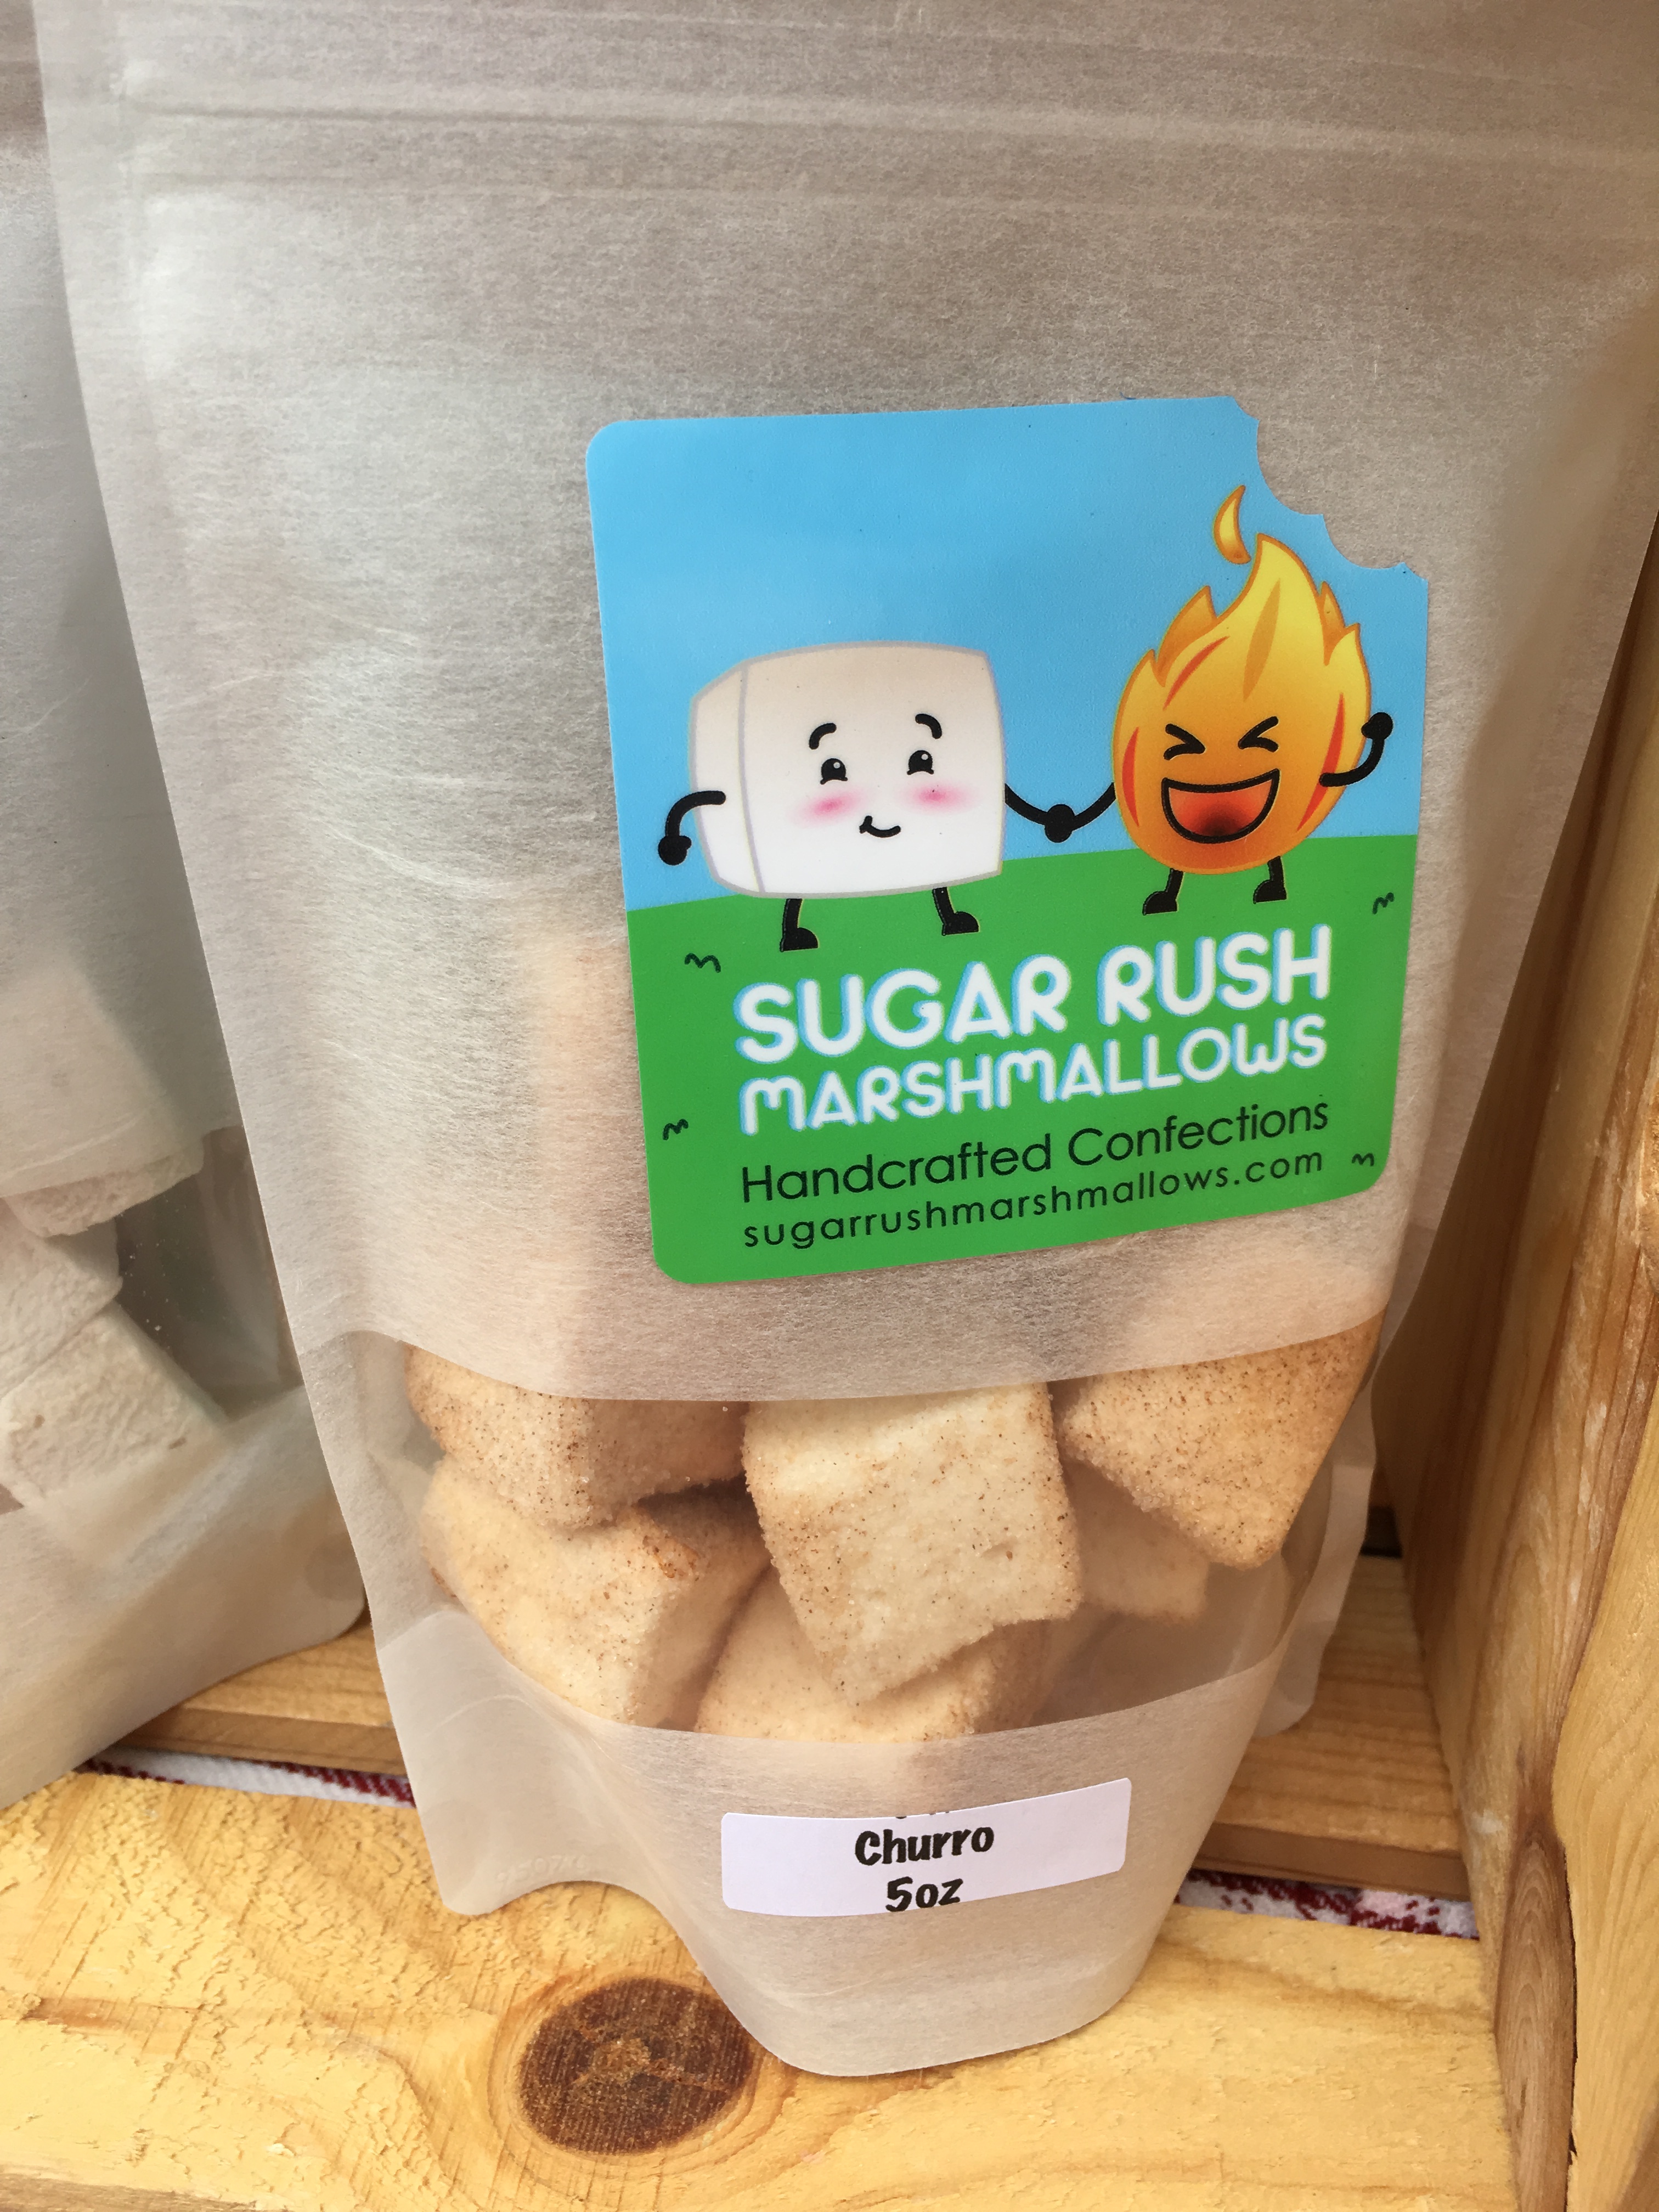 SUGAR RUSH
MARSHMALLOWS
Handcrafted Confections
sugarrushmarshmallows.com
Churro
5oz